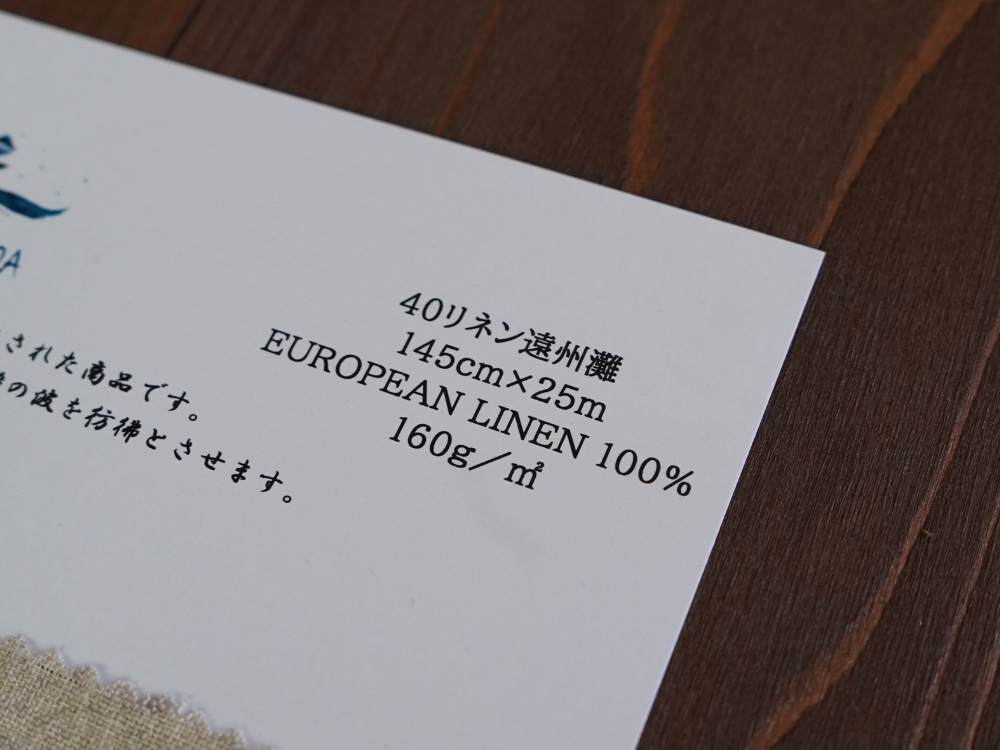 RA
された商品です。
の波を彷彿とさせます。
40リネン遠州灘
145cm×25m
EUROPEAN LINEN 100%
160g／㎡